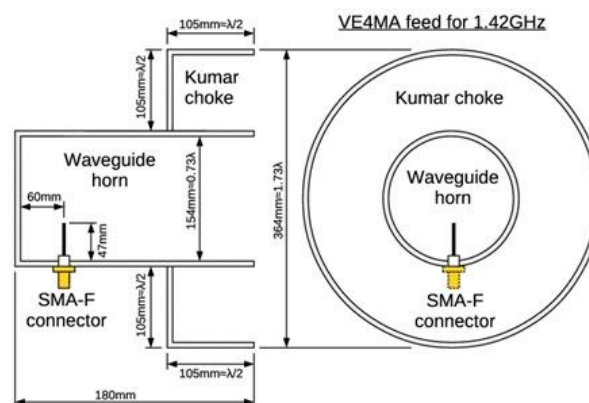 VE4MA feed for 1.42GHz
105mm≈λ/2
105mm≈λ/2
Kumar
choke
Waveguide
horn
60mm
47mm
154mm≈0.73λ
364mm≈1.73λ
SMA-F
connector
105mm≈λ/2
105mm≈λ/2
180mm
Kumar choke
Waveguide
horn
SMA-F
connector